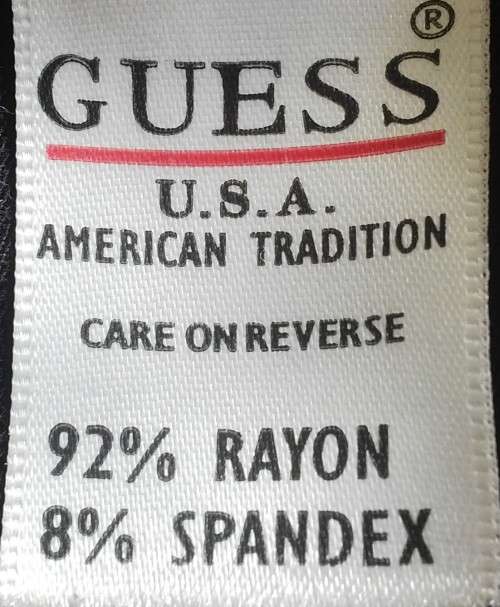 GUESS®
U.S.A.
AMERICAN TRADITION
CARE ON REVERSE
92% RAYON
8% SPANDEX